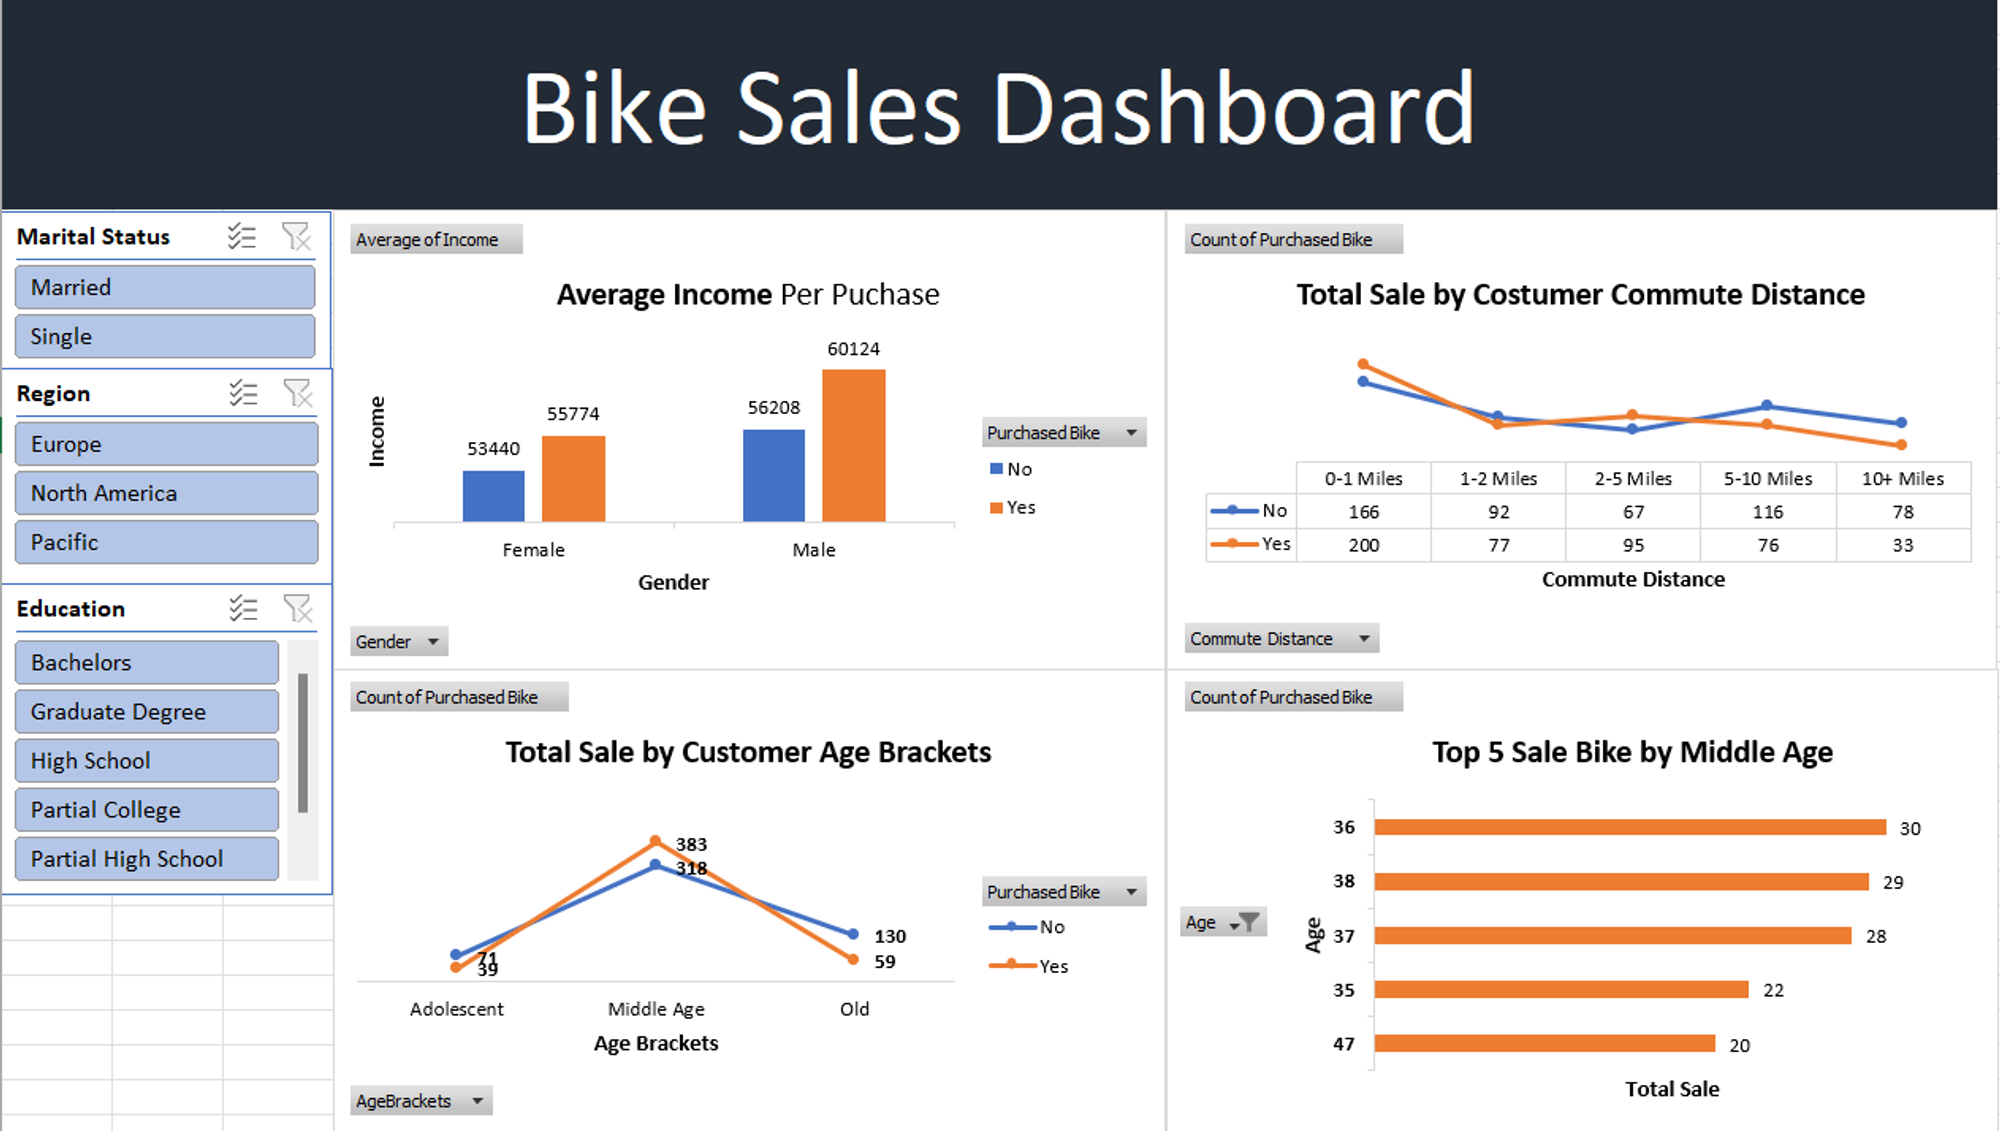 Bike Sales Dashboard
Marital Status
Married
Single
Region
Europe
North America
Pacific
Education
Bachelors
Graduate Degree
High School
Partial College
Partial High School
Average of Income
Average Income Per Puchase
Income
53440
55774
56208
60124
Female
Male
Gender
Purchased Bike
No
Yes
Gender
Count of Purchased Bike
Total Sale by Costumer Commute Distance
0-1 Miles 1-2 Miles 2-5 Miles 5-10 Miles 10+ Miles
No 166 92 67 116 78
Yes 200 77 95 76 33
Commute Distance
Commute Distance
Count of Purchased Bike
Total Sale by Customer Age Brackets
383
318
71
39
130
59
Adolescent
Middle Age
Old
Age Brackets
Purchased Bike
No
Yes
AgeBrackets
Count of Purchased Bike
Top 5 Sale Bike by Middle Age
Age
Age
36 30
38 29
37 28
35 22
47 20
Total Sale